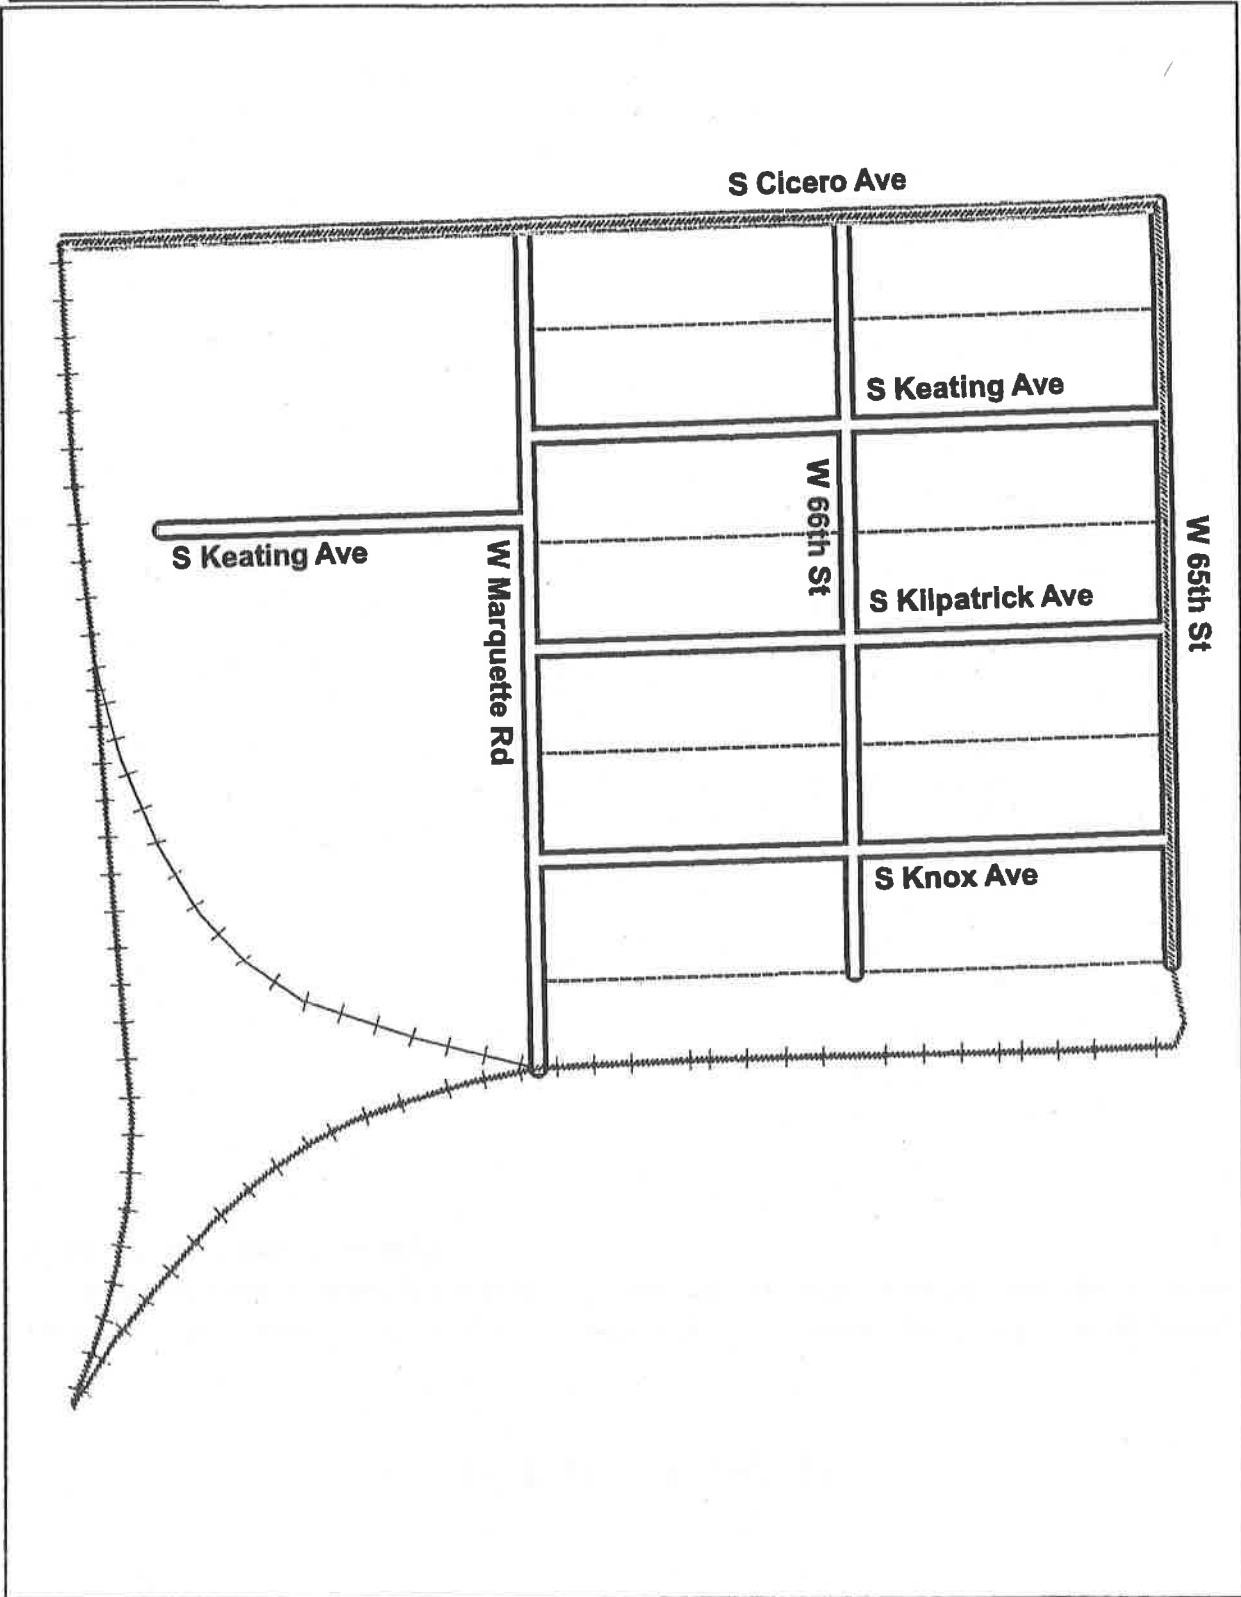 S Cicero Ave
S Keating Ave
W 66th St
W 65th St
S Keating Ave
W Marquette Rd
S Kilpatrick Ave
S Knox Ave